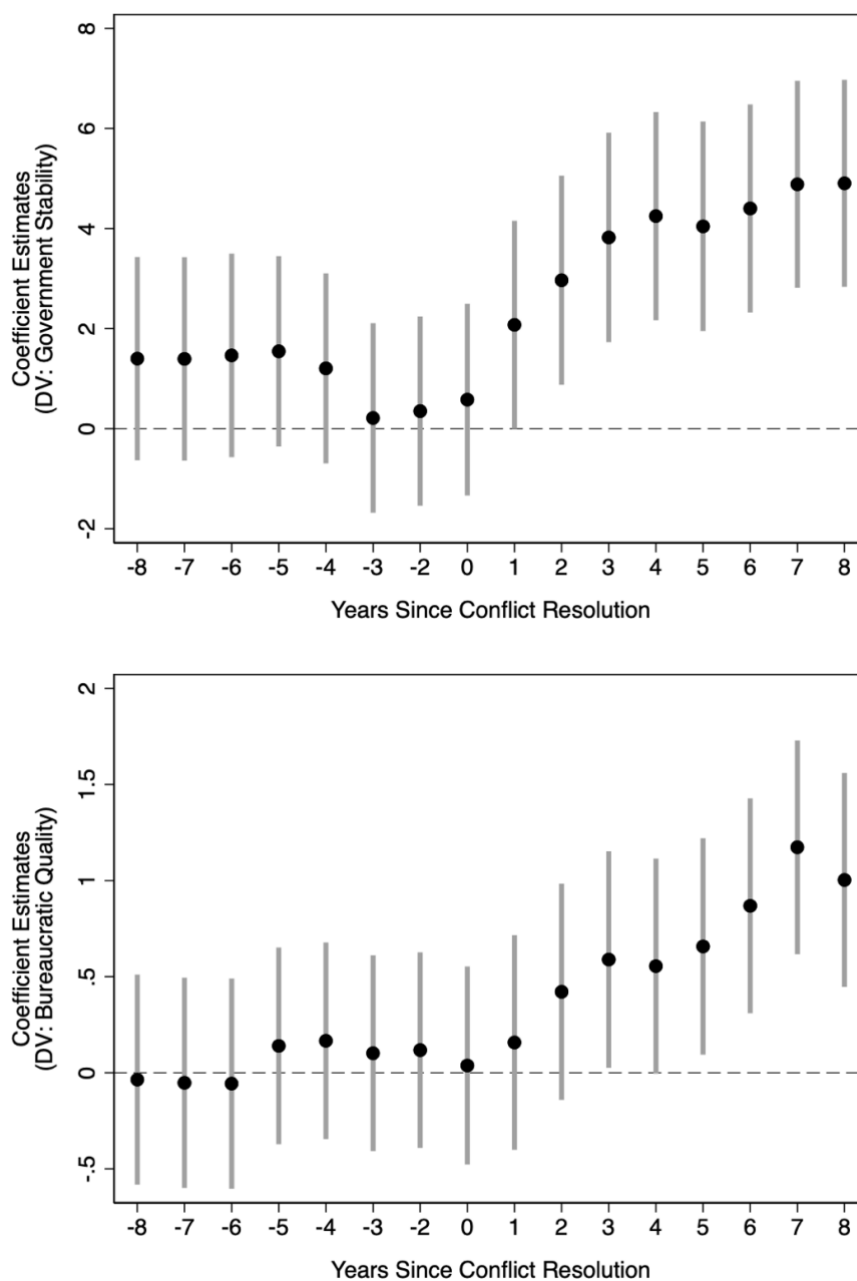 8
6
4
2
0
-2
Coefficient Estimates
(DV: Government Stability)
-8 -7 -6 -5 -4 -3 -2 0 1 2 3 4 5 6 7 8
Years Since Conflict Resolution
2
1.5
1
.5
0
-.5
Coefficient Estimates
(DV: Bureaucratic Quality)
-8 -7 -6 -5 -4 -3 -2 0 1 2 3 4 5 6 7 8
Years Since Conflict Resolution